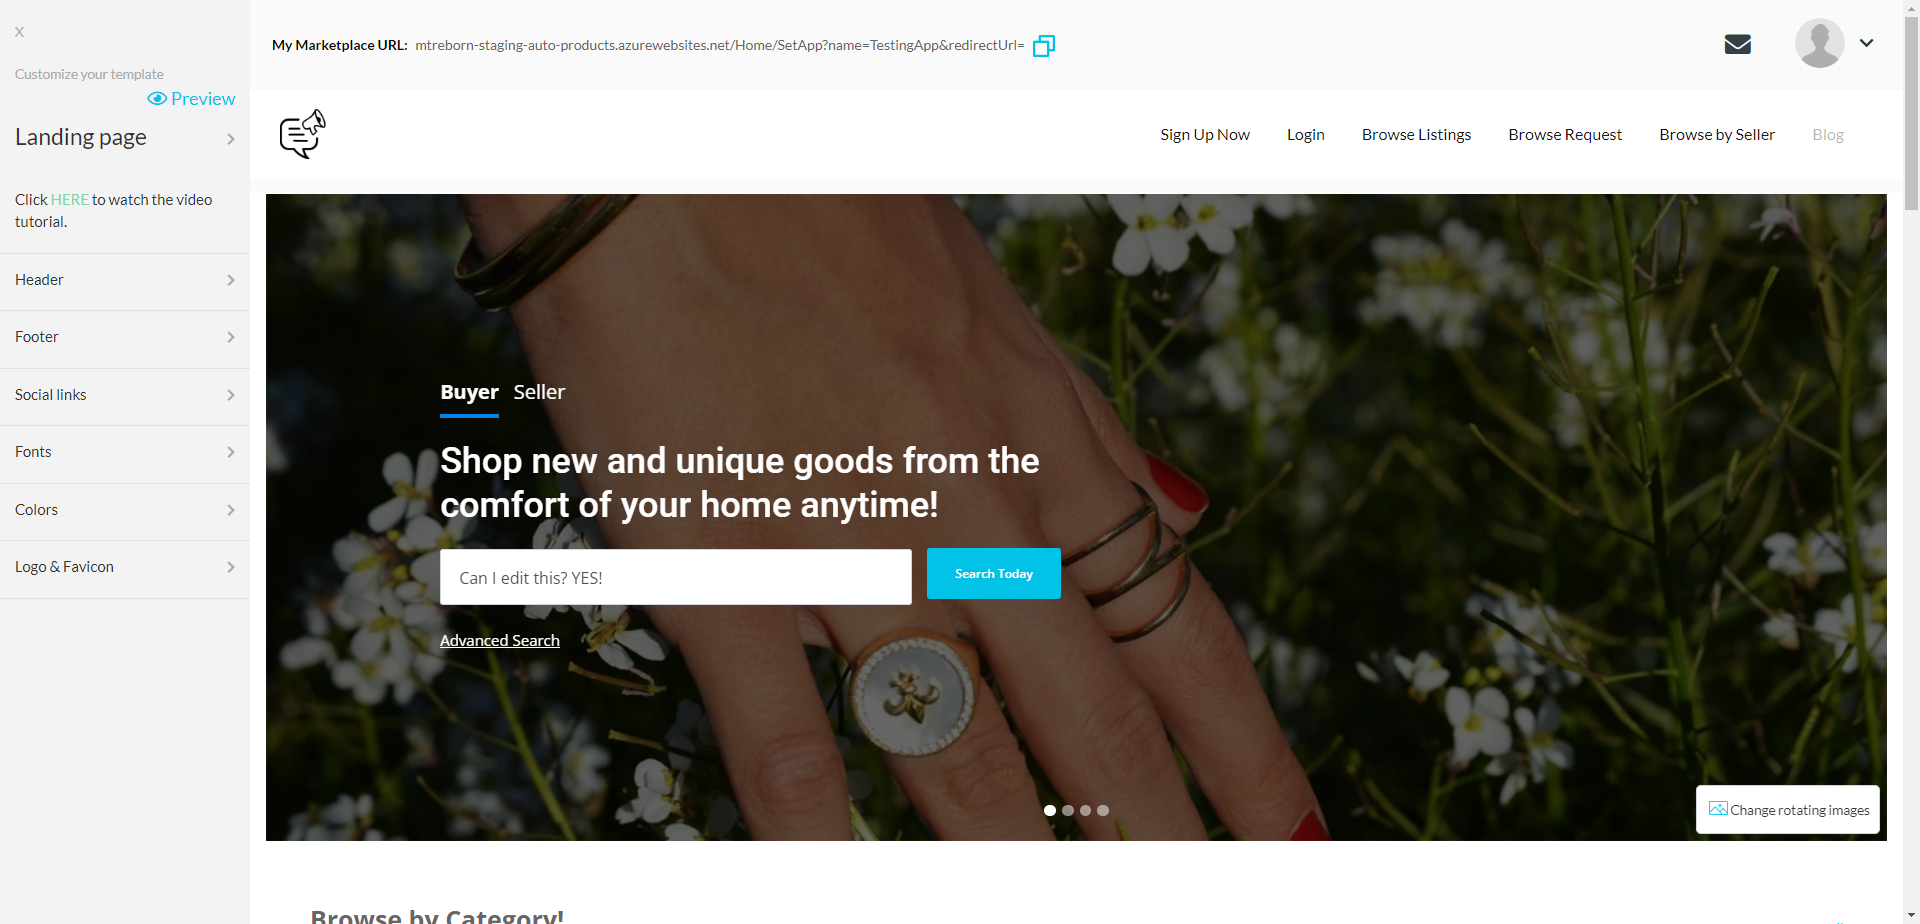 X
Customize your template
Preview
Landing page
Click HERE to watch the video
tutorial.
Header
Footer
Social links
Fonts
Colors
Logo & Favicon
My Marketplace URL: mtreborn-staging-auto-products.azurewebsites.net/Home/SetApp?name=TestingApp&redirectUrl=
Sign Up Now Login Browse Listings Browse Request Browse by Seller Blog
Buyer Seller
Shop new and unique goods from the
comfort of your home anytime!
Can I edit this? YES!
Search Today
Advanced Search
Change rotating images
Browse by Category!